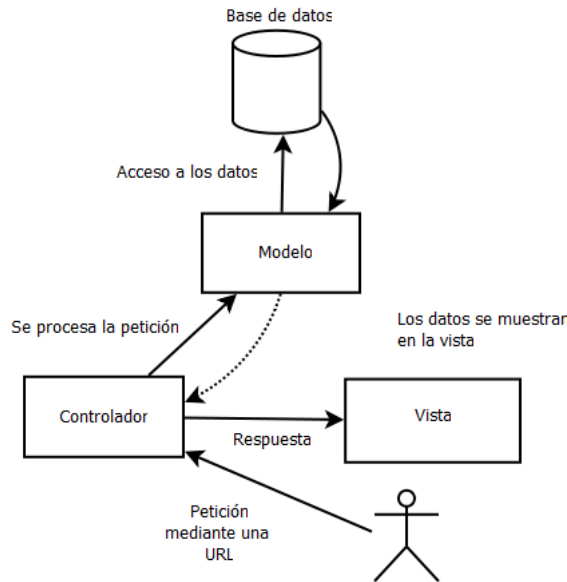 Base de datos
Acceso a los datos
Modelo
Se procesa la petición
Los datos se muestran
en la vista
Controlador
Respuesta
Vista
Petición
mediante una
URL